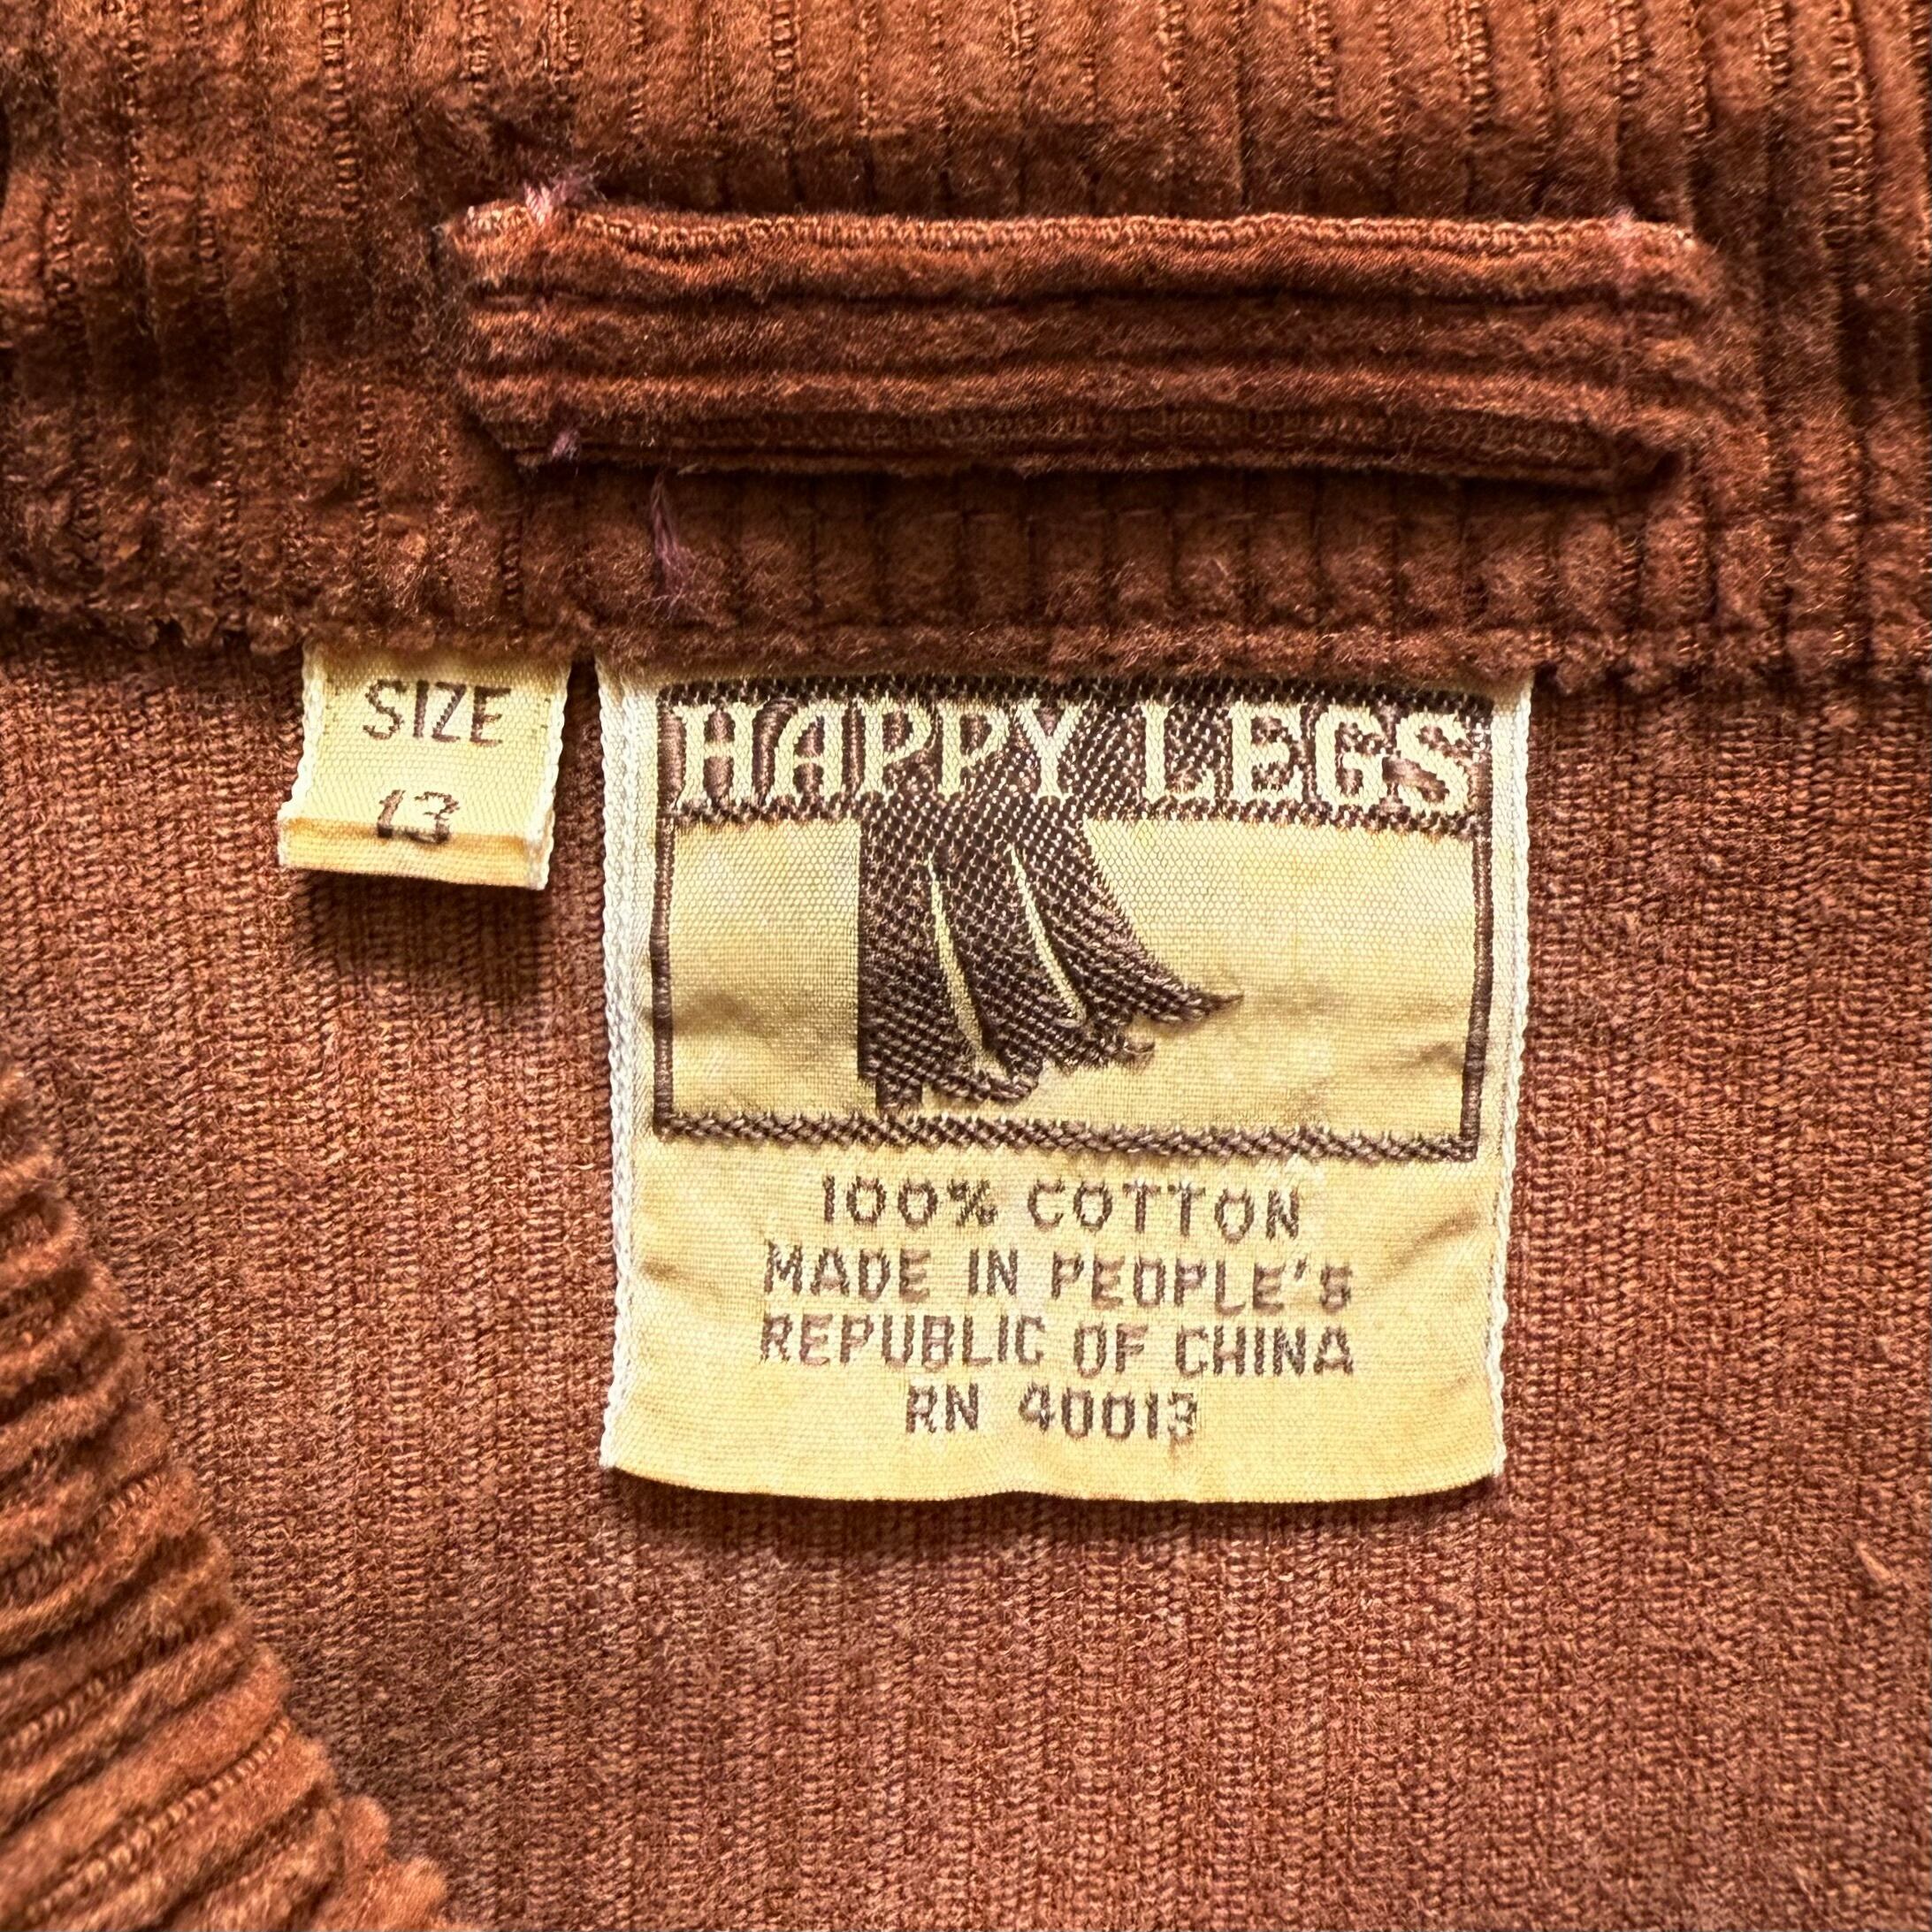 SIZE
13
HAPPY LEGS
100% COTTON
MADE IN PEOPLE'S
REPUBLIC OF CHINA
RN 40013